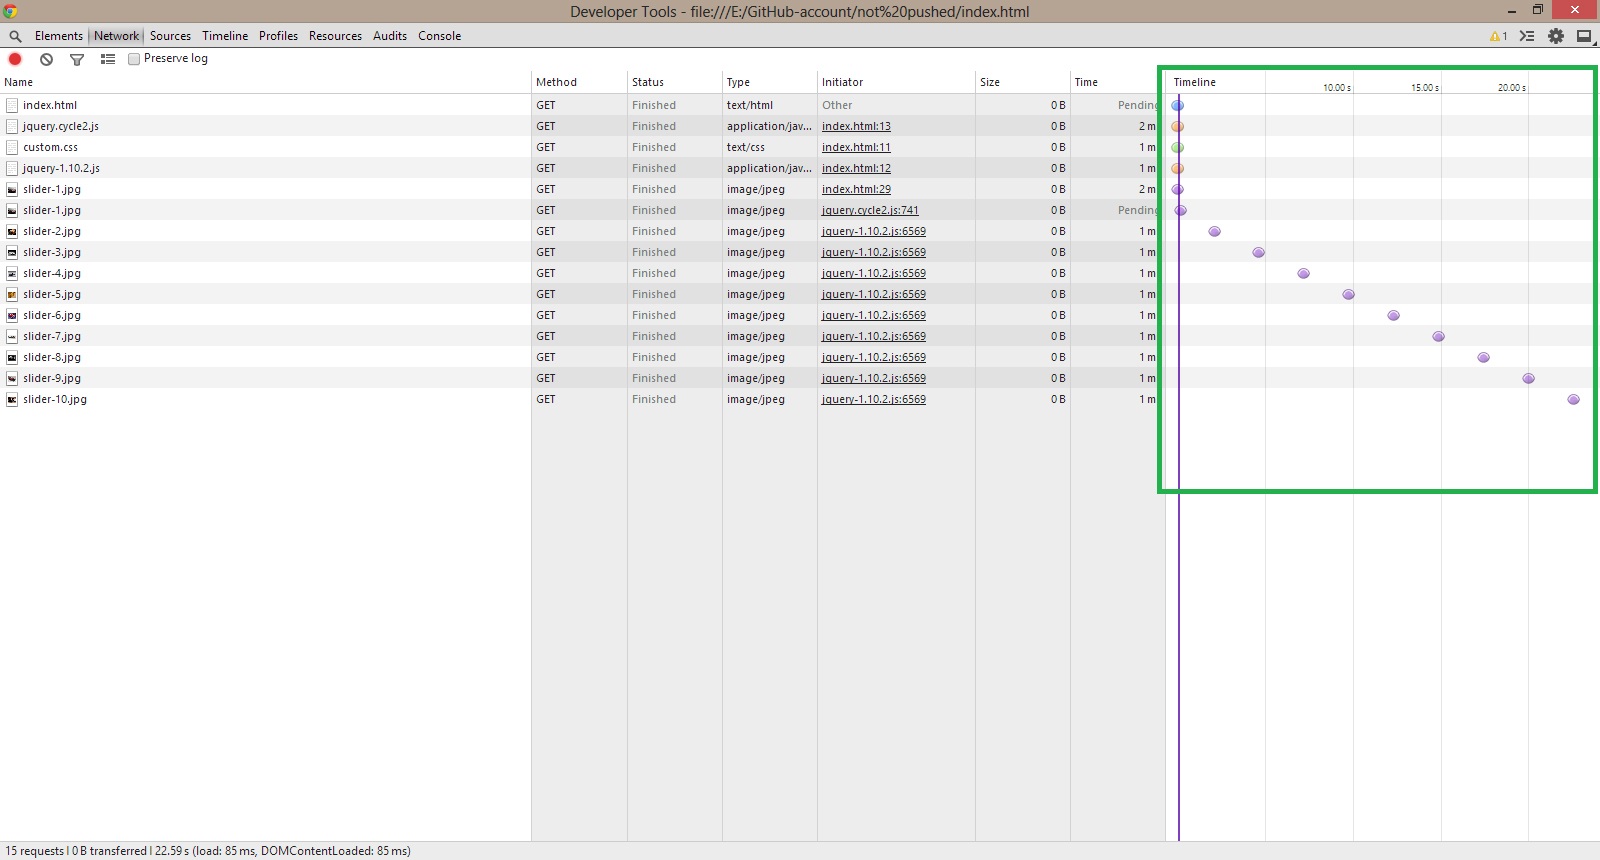 Developer Tools - file:///E:/GitHub-account/not%20pushed/index.html
Elements Network Sources Timeline Profiles Resources Audits Console 1
Preserve log
Name Method Status Type Initiator Size Time Timeline 10.00 s 15.00 s 20.00 s
index.html GET Finished text/html Other 0 B Pending
jquery.cycle2.js GET Finished application/jav... index.html:13 0 B 2 m
custom.css GET Finished text/css index.html:11 0 B 1 m
jquery-1.10.2.js GET Finished application/jav... index.html:12 0 B 1 m
slider-1.jpg GET Finished image/jpeg index.html:29 0 B 2 m
slider-1.jpg GET Finished image/jpeg jquery.cycle2.js:741 0 B Pending
slider-2.jpg GET Finished image/jpeg jquery-1.10.2.js:6569 0 B 1 m
slider-3.jpg GET Finished image/jpeg jquery-1.10.2.js:6569 0 B 1 m
slider-4.jpg GET Finished image/jpeg jquery-1.10.2.js:6569 0 B 1 m
slider-5.jpg GET Finished image/jpeg jquery-1.10.2.js:6569 0 B 1 m
slider-6.jpg GET Finished image/jpeg jquery-1.10.2.js:6569 0 B 1 m
slider-7.jpg GET Finished image/jpeg jquery-1.10.2.js:6569 0 B 1 m
slider-8.jpg GET Finished image/jpeg jquery-1.10.2.js:6569 0 B 1 m
slider-9.jpg GET Finished image/jpeg jquery-1.10.2.js:6569 0 B 1 m
slider-10.jpg GET Finished image/jpeg jquery-1.10.2.js:6569 0 B 1 m
15 requests | 0 B transferred | 22.59 s (load: 85 ms, DOMContentLoaded: 85 ms)